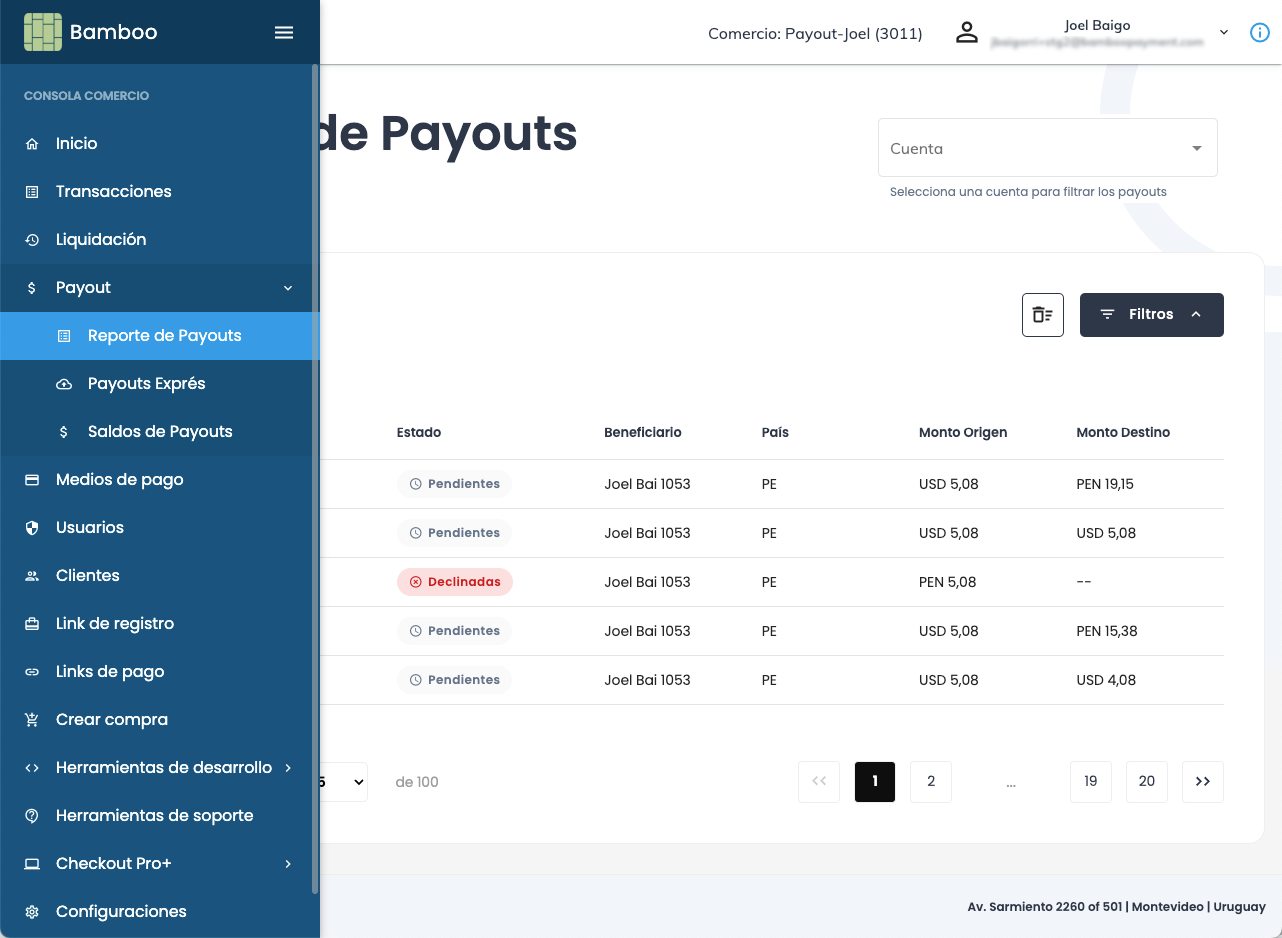 Bamboo
Comercio: Payout-Joel (3011)
Joel Baigo
CONSOLA COMERCIO
Inicio
Transacciones
Liquidación
Payout
Reporte de Payouts
Payouts Exprés
Saldos de Payouts
Medios de pago
Usuarios
Clientes
Link de registro
Links de pago
Crear compra
Herramientas de desarrollo
Herramientas de soporte
Checkout Pro+
Configuraciones
de Payouts
Cuenta
Selecciona una cuenta para filtrar los payouts
Filtros
Estado Beneficiario País Monto Origen Monto Destino
Pendientes Joel Bai 1053 PE USD 5,08 PEN 19,15
Pendientes Joel Bai 1053 PE USD 5,08 USD 5,08
Declinadas Joel Bai 1053 PE PEN 5,08 --
Pendientes Joel Bai 1053 PE USD 5,08 PEN 15,38
Pendientes Joel Bai 1053 PE USD 5,08 USD 4,08
5 de 100 << 1 2 ... 19 20 >>
Av. Sarmiento 2260 of 501 | Montevideo | Uruguay